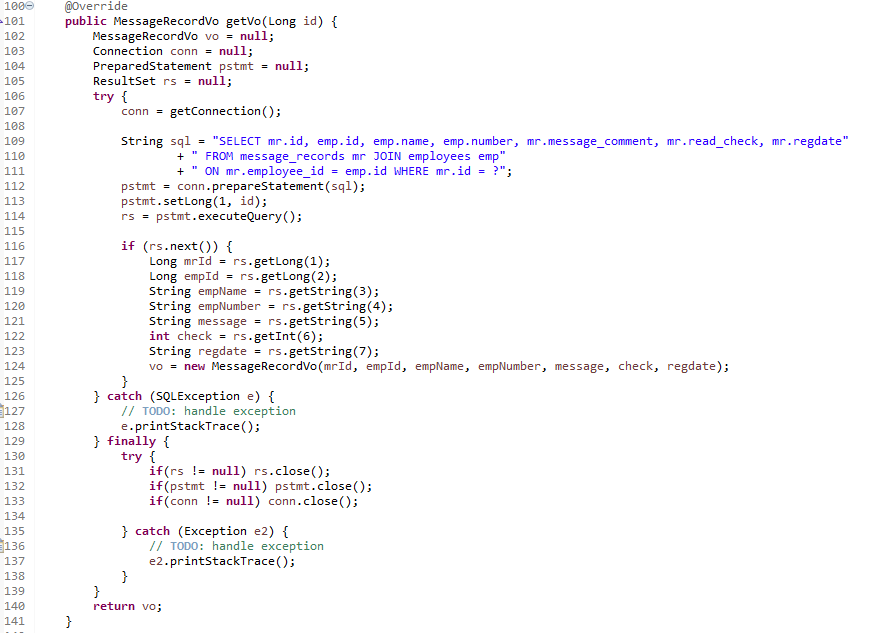 100 @Override
101 public MessageRecordVo getVo(Long id) {
102 MessageRecordVo vo = null;
103 Connection conn = null;
104 PreparedStatement pstmt = null;
105 ResultSet rs = null;
106 try {
107 conn = getConnection();
108
109 String sql = "SELECT mr.id, emp.id, emp.name, emp.number, mr.message_comment, mr.read_check, mr.regdate"
110 + " FROM message_records mr JOIN employees emp"
111 + " ON mr.employee_id = emp.id WHERE mr.id = ?";
112 pstmt = conn.prepareStatement(sql);
113 pstmt.setLong(1, id);
114 rs = pstmt.executeQuery();
115
116 if (rs.next()) {
117 Long mrId = rs.getLong(1);
118 Long empId = rs.getLong(2);
119 String empName = rs.getString(3);
120 String empNumber = rs.getString(4);
121 String message = rs.getString(5);
122 int check = rs.getInt(6);
123 String regdate = rs.getString(7);
124 vo = new MessageRecordVo(mrId, empId, empName, empNumber, message, check, regdate);
125 }
126 } catch (SQLException e) {
127 // TODO: handle exception
128 e.printStackTrace();
129 } finally {
130 try {
131 if(rs != null) rs.close();
132 if(pstmt != null) pstmt.close();
133 if(conn != null) conn.close();
134
135 } catch (Exception e2) {
136 // TODO: handle exception
137 e2.printStackTrace();
138 }
139 }
140 return vo;
141 }